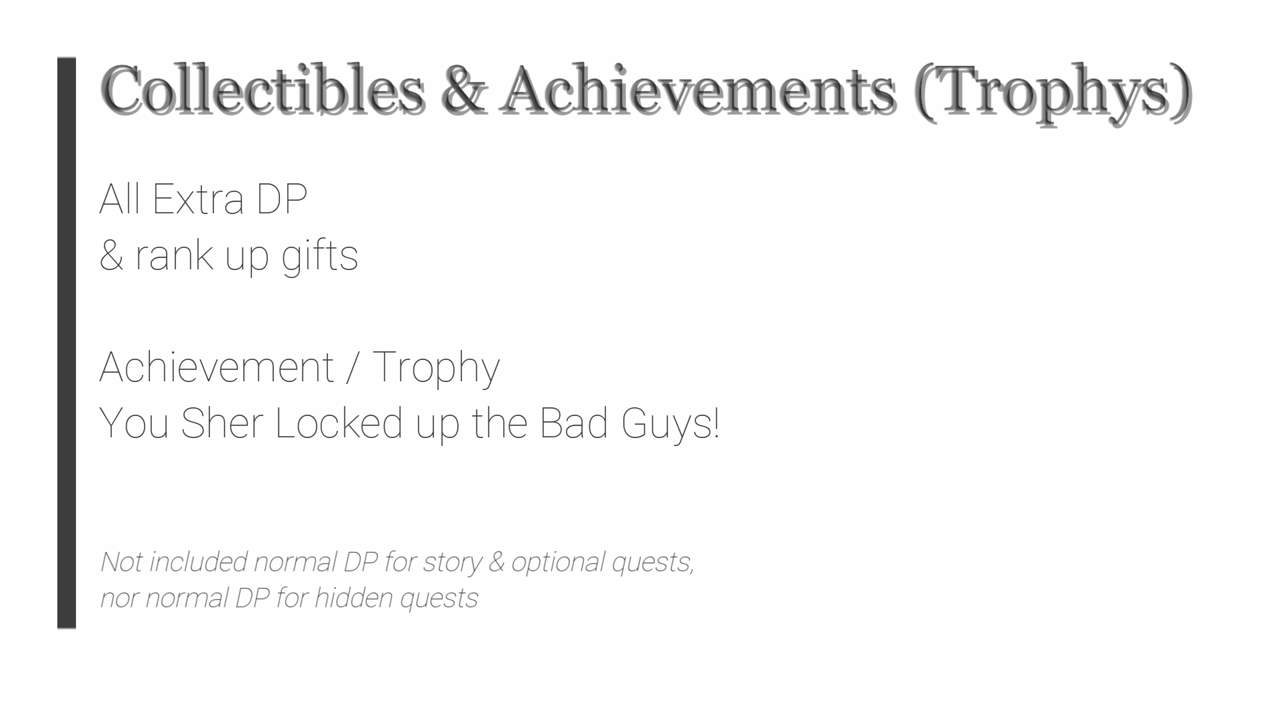 Collectibles & Achievements (Trophys)
All Extra DP
& rank up gifts
Achievement / Trophy
You Sher Locked up the Bad Guys!
Not included normal DP for story & optional quests,
nor normal DP for hidden quests